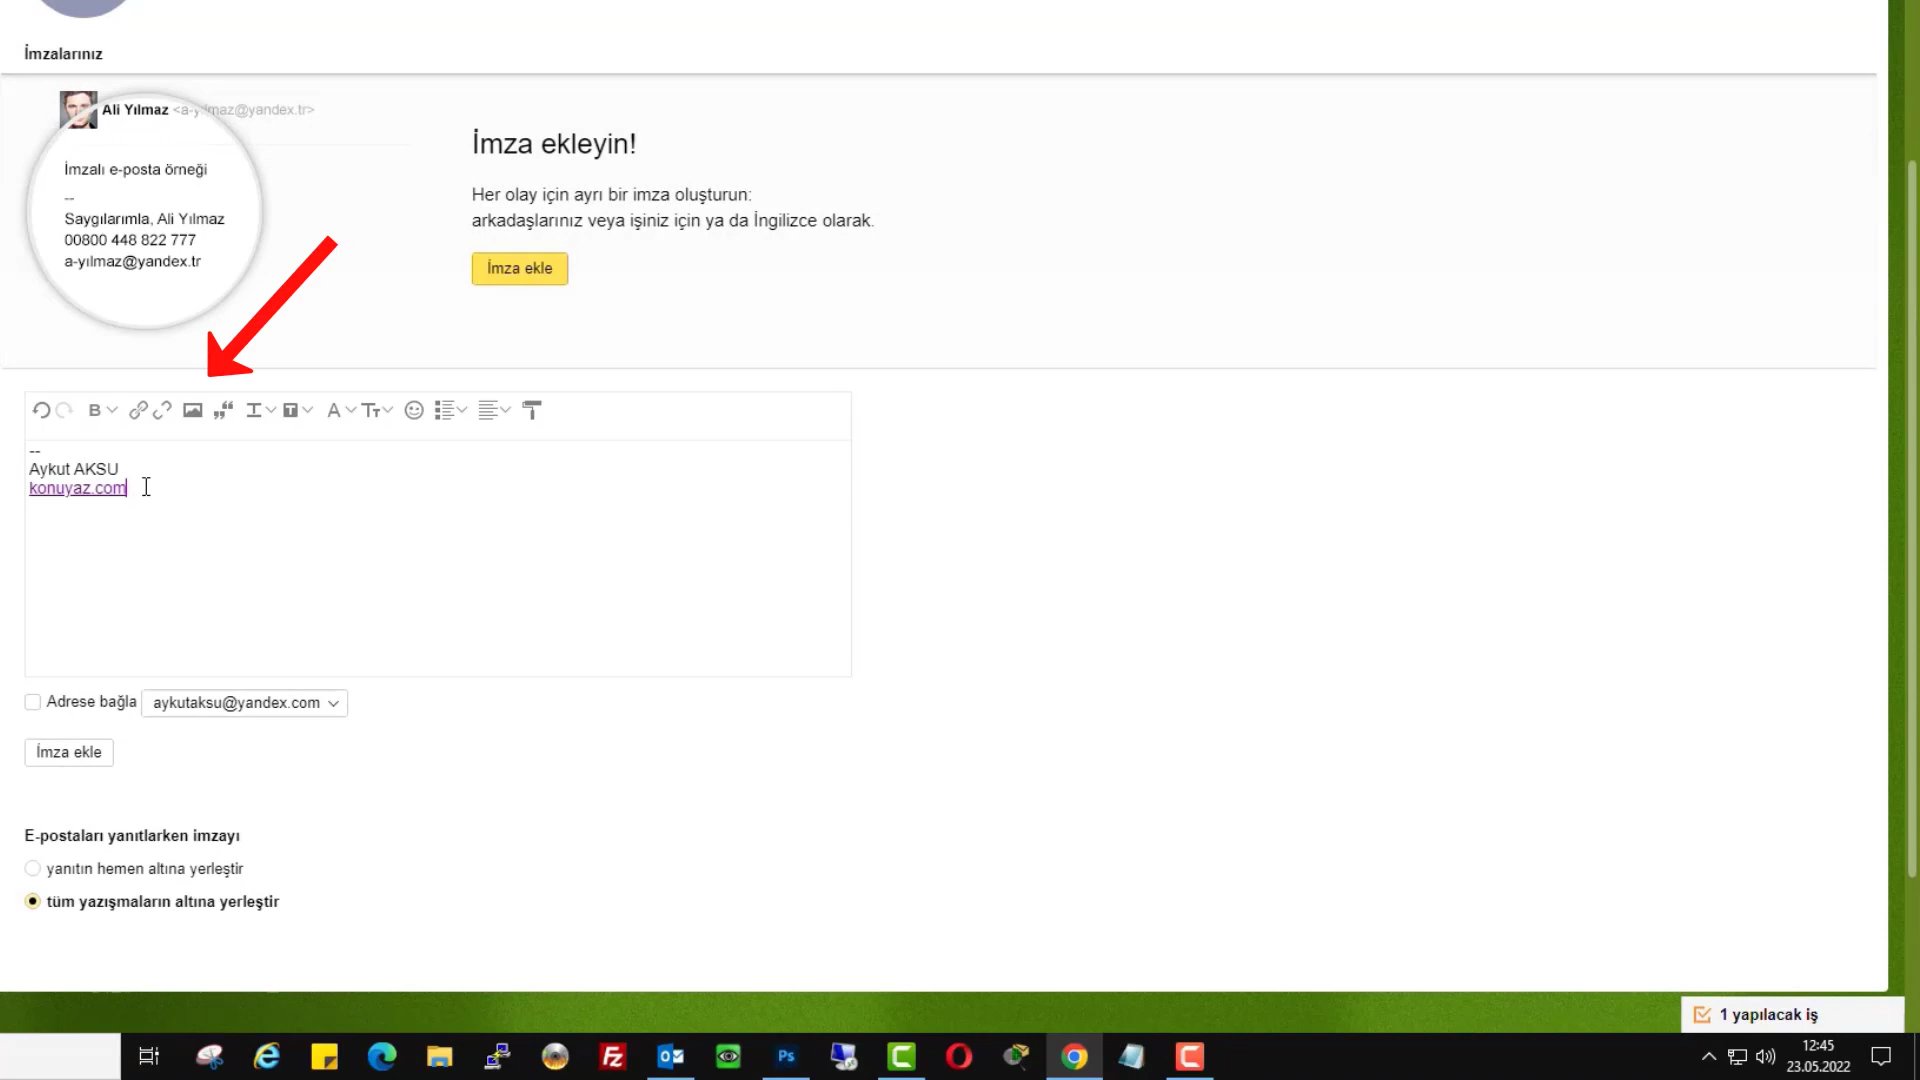 İmzalarınız
Ali Yılmaz <a-yılmaz@yandex.tr>
İmzalı e-posta örneği
--
Saygılarımla, Ali Yılmaz
00800 448 822 777
a-yılmaz@yandex.tr
İmza ekleyin!
Her olay için ayrı bir imza oluşturun:
arkadaşlarınız veya işiniz için ya da İngilizce olarak.
İmza ekle
--
Aykut AKSU
konuyaz.com
Adrese bağla aykutaksu@yandex.com
İmza ekle
E-postaları yanıtlarken imzayı
yanıtın hemen altına yerleştir
tüm yazışmaların altına yerleştir
1 yapılacak iş
12:45
23.05.2022